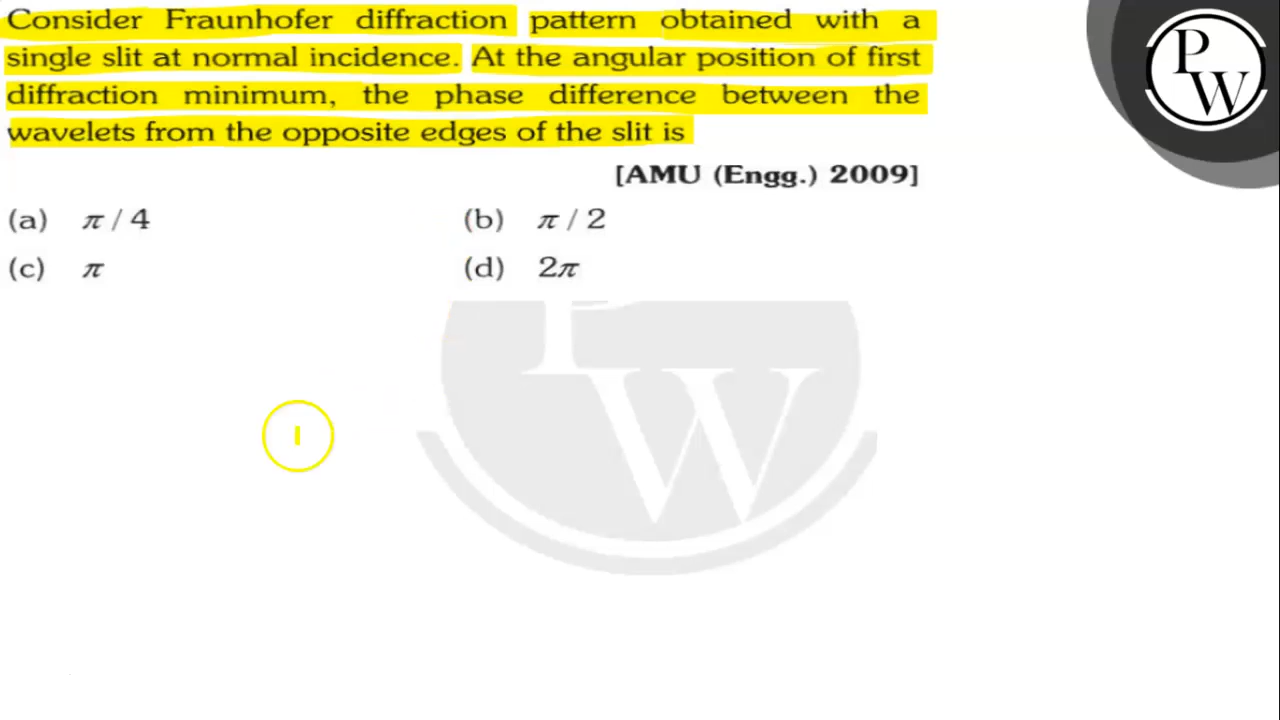 Consider Fraunhofer diffraction pattern obtained with a
single slit at normal incidence. At the angular position of first
diffraction minimum, the phase difference between the
wavelets from the opposite edges of the slit is
[AMU (Engg.) 2009]
(a) π / 4
(b) π / 2
(c) π
(d) 2π
P
W
P
W